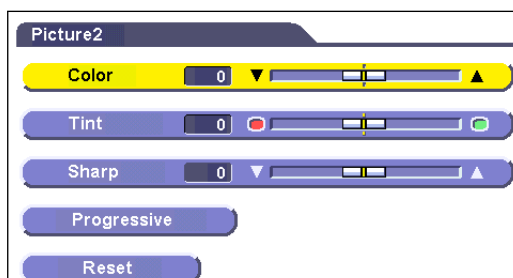 Picture2
Color 0
Tint 0
Sharp 0
Progressive
Reset